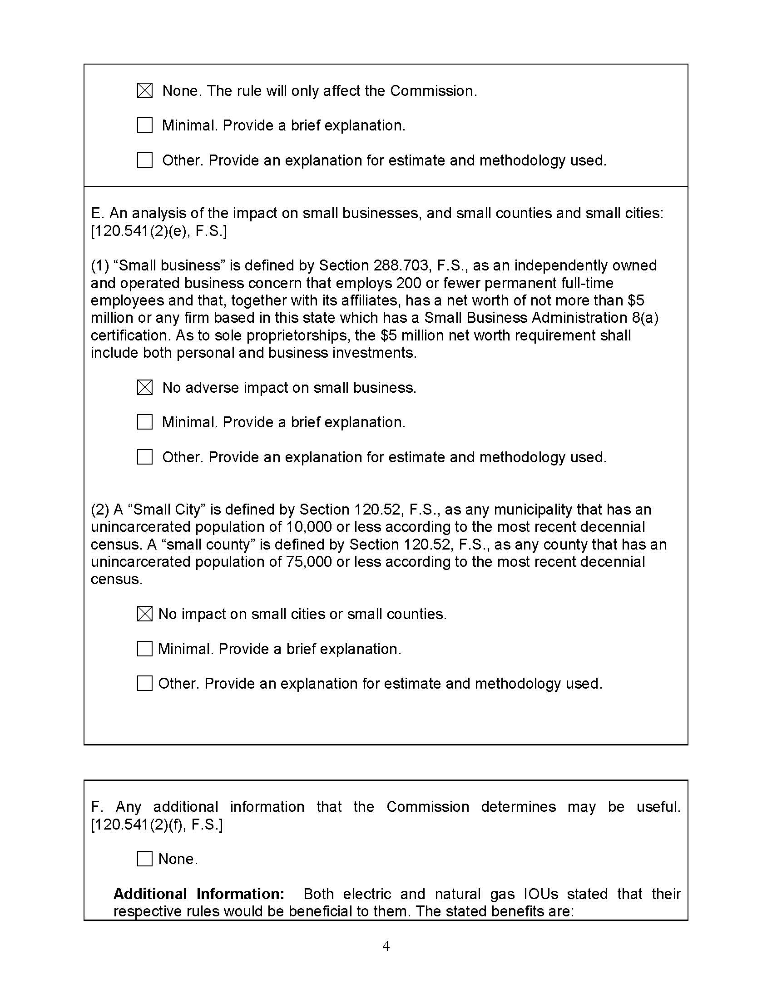 ☒ None. The rule will only affect the Commission.
☐ Minimal. Provide a brief explanation.
☐ Other. Provide an explanation for estimate and methodology used.
E. An analysis of the impact on small businesses, and small counties and small cities:
[120.541(2)(e), F.S.]
(1) “Small business” is defined by Section 288.703, F.S., as an independently owned
and operated business concern that employs 200 or fewer permanent full-time
employees and that, together with its affiliates, has a net worth of not more than $5
million or any firm based in this state which has a Small Business Administration 8(a)
certification. As to sole proprietorships, the $5 million net worth requirement shall
include both personal and business investments.
☒ No adverse impact on small business.
☐ Minimal. Provide a brief explanation.
☐ Other. Provide an explanation for estimate and methodology used.
(2) A “Small City” is defined by Section 120.52, F.S., as any municipality that has an
unincarcerated population of 10,000 or less according to the most recent decennial
census. A “small county” is defined by Section 120.52, F.S., as any county that has an
unincarcerated population of 75,000 or less according to the most recent decennial
census.
☒ No impact on small cities or small counties.
☐ Minimal. Provide a brief explanation.
☐ Other. Provide an explanation for estimate and methodology used.
F. Any additional information that the Commission determines may be useful.
[120.541(2)(f), F.S.]
☐ None.
Additional Information: Both electric and natural gas IOUs stated that their
respective rules would be beneficial to them. The stated benefits are:
4